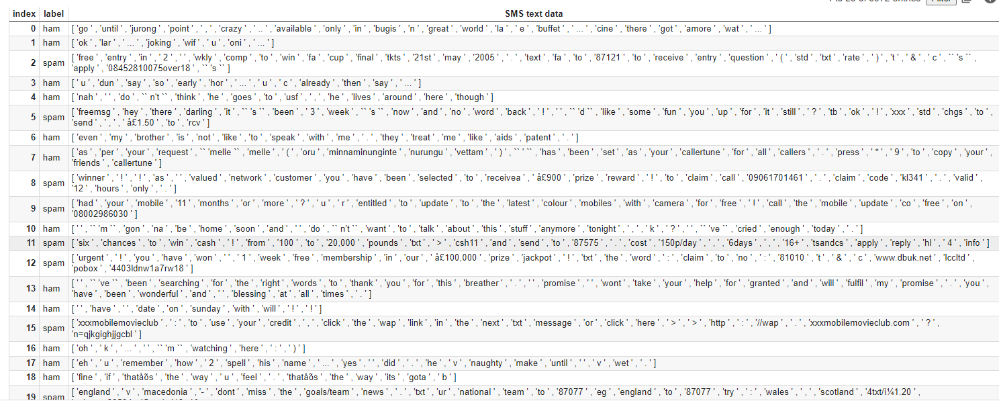 index label SMS text data
0 ham [ 'go ' , 'until ' , 'jurong ' , 'point ' , ' , ' , 'crazy ' , ' .. ' , 'available ' , 'only ' , 'in ' , 'bugis ' , 'n ' , 'great ' , 'world ' , 'la ' , ' e ' , 'buffet ' , ' ... ' , 'cine ' , 'there ' , 'got ' , 'amore ' , 'wat ' , ' ... ' ]
1 ham [ 'ok ' , 'lar ' , ' ... ' , 'joking ' , 'wif ' , ' u ' , 'oni ' , ' ... ' ]
2 spam [ 'free ' , 'entry ' , 'in ' , ' 2 ' , ' ' , 'wkly ' , 'comp ' , 'to ' , 'win ' , 'fa ' , 'cup ' , 'final ' , 'tkts ' , '21st ' , 'may ' , '2005 ' , ' . ' , 'text ' , 'fa ' , 'to ' , '87121 ' , 'to ' , 'receive ' , 'entry ' , 'question ' , ' ( ' , 'std ' , 'txt ' , 'rate ' , ' ) ' , 't ' , ' & ' , ' c ' , `` 's `` ,
'apply ' , '08452810075over18 ' , `` 's `` ]
3 ham [ ' u ' , 'dun ' , 'say ' , 'so ' , 'early ' , 'hor ' , ' ... ' , ' u ' , ' c ' , 'already ' , 'then ' , 'say ' , ' ... ' ]
4 ham [ 'nah ' , ' ' , 'do ' , `` n't `` , 'think ' , 'he ' , 'goes ' , 'to ' , 'usf ' , ' , ' , 'he ' , 'lives ' , 'around ' , 'here ' , 'though ' ]
5 spam [ 'freemsg ' , 'hey ' , 'there ' , 'darling ' , 'it ' , `` 's `` , 'been ' , ' 3 ' , 'week ' , `` 's `` , 'now ' , 'and ' , 'no ' , 'word ' , 'back ' , ' ! ' , ' ' , `` 'd `` , 'like ' , 'some ' , 'fun ' , 'you ' , 'up ' , 'for ' , 'it ' , 'still ' , ' ? ' , 'tb ' , 'ok ' , ' ! ' , 'xxx ' , 'std ' , 'chgs ' , 'to ' ,
'send ' , ' , ' , ' å£1.50 ' , 'to ' , 'rcv ' ]
6 ham [ 'even ' , 'my ' , 'brother ' , 'is ' , 'not ' , 'like ' , 'to ' , 'speak ' , 'with ' , 'me ' , ' . ' , 'they ' , 'treat ' , 'me ' , 'like ' , 'aids ' , 'patent ' , ' . ' ]
7 ham [ 'as ' , 'per ' , 'your ' , 'request ' , `` 'melle `` , 'melle ' , ' ( ' , 'oru ' , 'minnaminunginte ' , 'nurungu ' , 'vettam ' , ' ) ' , `` ' `` , 'has ' , 'been ' , 'set ' , 'as ' , 'your ' , 'callertune ' , 'for ' , 'all ' , 'callers ' , ' . ' , 'press ' , ' * ' , ' 9 ' , 'to ' , 'copy ' , 'your ' ,
'friends ' , 'callertune ' ]
8 spam [ 'winner ' , ' ! ' , ' ! ' , 'as ' , ' ' , 'valued ' , 'network ' , 'customer ' , 'you ' , 'have ' , 'been ' , 'selected ' , 'to ' , 'receivea ' , ' å£900 ' , 'prize ' , 'reward ' , ' ! ' , 'to ' , 'claim ' , 'call ' , '09061701461 ' , ' . ' , 'claim ' , 'code ' , 'kl341 ' , ' . ' , 'valid ' ,
'12 ' , 'hours ' , 'only ' , ' . ' ]
9 spam [ 'had ' , 'your ' , 'mobile ' , '11 ' , 'months ' , 'or ' , 'more ' , ' ? ' , ' u ' , ' r ' , 'entitled ' , 'to ' , 'update ' , 'to ' , 'the ' , 'latest ' , 'colour ' , 'mobiles ' , 'with ' , 'camera ' , 'for ' , 'free ' , ' ! ' , 'call ' , 'the ' , 'mobile ' , 'update ' , 'co ' , 'free ' , 'on ' ,
'08002986030 ' ]
10 ham [ ' ' , `` 'm `` , 'gon ' , 'na ' , 'be ' , 'home ' , 'soon ' , 'and ' , ' ' , 'do ' , `` n't `` , 'want ' , 'to ' , 'talk ' , 'about ' , 'this ' , 'stuff ' , 'anymore ' , 'tonight ' , ' , ' , ' k ' , ' ? ' , ' ' , `` 've `` , 'cried ' , 'enough ' , 'today ' , ' . ' ]
11 spam [ 'six ' , 'chances ' , 'to ' , 'win ' , 'cash ' , ' ! ' , 'from ' , '100 ' , 'to ' , '20,000 ' , 'pounds ' , 'txt ' , ' > ' , 'csh11 ' , 'and ' , 'send ' , 'to ' , '87575 ' , ' . ' , 'cost ' , '150p/day ' , ' , ' , '6days ' , ' , ' , '16+ ' , 'tsandcs ' , 'apply ' , 'reply ' , 'hl ' , ' 4 ' , 'info ' ]
12 spam [ 'urgent ' , ' ! ' , 'you ' , 'have ' , 'won ' , ' ' , ' 1 ' , 'week ' , 'free ' , 'membership ' , 'in ' , 'our ' , ' å£100,000 ' , 'prize ' , 'jackpot ' , ' ! ' , 'txt ' , 'the ' , 'word ' , ' : ' , 'claim ' , 'to ' , 'no ' , ' : ' , '81010 ' , 't ' , ' & ' , ' c ' , 'www.dbuk.net ' , 'lccltd ' ,
'pobox ' , '4403ldnw1a7rw18 ' ]
13 ham [ ' ' , `` 've `` , 'been ' , 'searching ' , 'for ' , 'the ' , 'right ' , 'words ' , 'to ' , 'thank ' , 'you ' , 'for ' , 'this ' , 'breather ' , ' . ' , ' ' , 'promise ' , ' ' , 'wont ' , 'take ' , 'your ' , 'help ' , 'for ' , 'granted ' , 'and ' , 'will ' , 'fulfil ' , 'my ' , 'promise ' , ' . ' , 'you ' ,
'have ' , 'been ' , 'wonderful ' , 'and ' , ' ' , 'blessing ' , 'at ' , 'all ' , 'times ' , ' . ' ]
14 ham [ ' ' , 'have ' , ' ' , 'date ' , 'on ' , 'sunday ' , 'with ' , 'will ' , ' ! ' , ' ! ' ]
15 spam [ 'xxxmobilemovieclub ' , ' : ' , 'to ' , 'use ' , 'your ' , 'credit ' , ' , ' , 'click ' , 'the ' , 'wap ' , 'link ' , 'in ' , 'the ' , 'next ' , 'txt ' , 'message ' , 'or ' , 'click ' , 'here ' , ' > ' , ' > ' , 'http ' , ' : ' , '//wap ' , ' . ' , 'xxxmobilemovieclub.com ' , ' ? ' ,
'n=qjkgighjjgcbl ' ]
16 ham [ 'oh ' , ' k ' , ' ... ' , ' ' , `` 'm `` , 'watching ' , 'here ' , ' : ' , ' ) ' ]
17 ham [ 'eh ' , ' u ' , 'remember ' , 'how ' , ' 2 ' , 'spell ' , 'his ' , 'name ' , ' ... ' , 'yes ' , ' ' , 'did ' , ' . ' , 'he ' , ' v ' , 'naughty ' , 'make ' , 'until ' , ' ' , ' v ' , 'wet ' , ' . ' ]
18 ham [ 'fine ' , 'if ' , 'thatåõs ' , 'the ' , 'way ' , ' u ' , 'feel ' , ' . ' , 'thatåõs ' , 'the ' , 'way ' , 'its ' , 'gota ' , ' b ' ]
19 spam [ 'england ' , ' v ' , 'macedonia ' , '- ' , 'dont ' , 'miss ' , 'the ' , 'goals/team ' , 'news ' , ' . ' , 'txt ' , 'ur ' , 'national ' , 'team ' , 'to ' , '87077 ' , 'eg ' , 'england ' , 'to ' , '87077 ' , 'try ' , ' : ' , 'wales ' , ' , ' , 'scotland ' , '4txt/ì¼1.20 ' ,